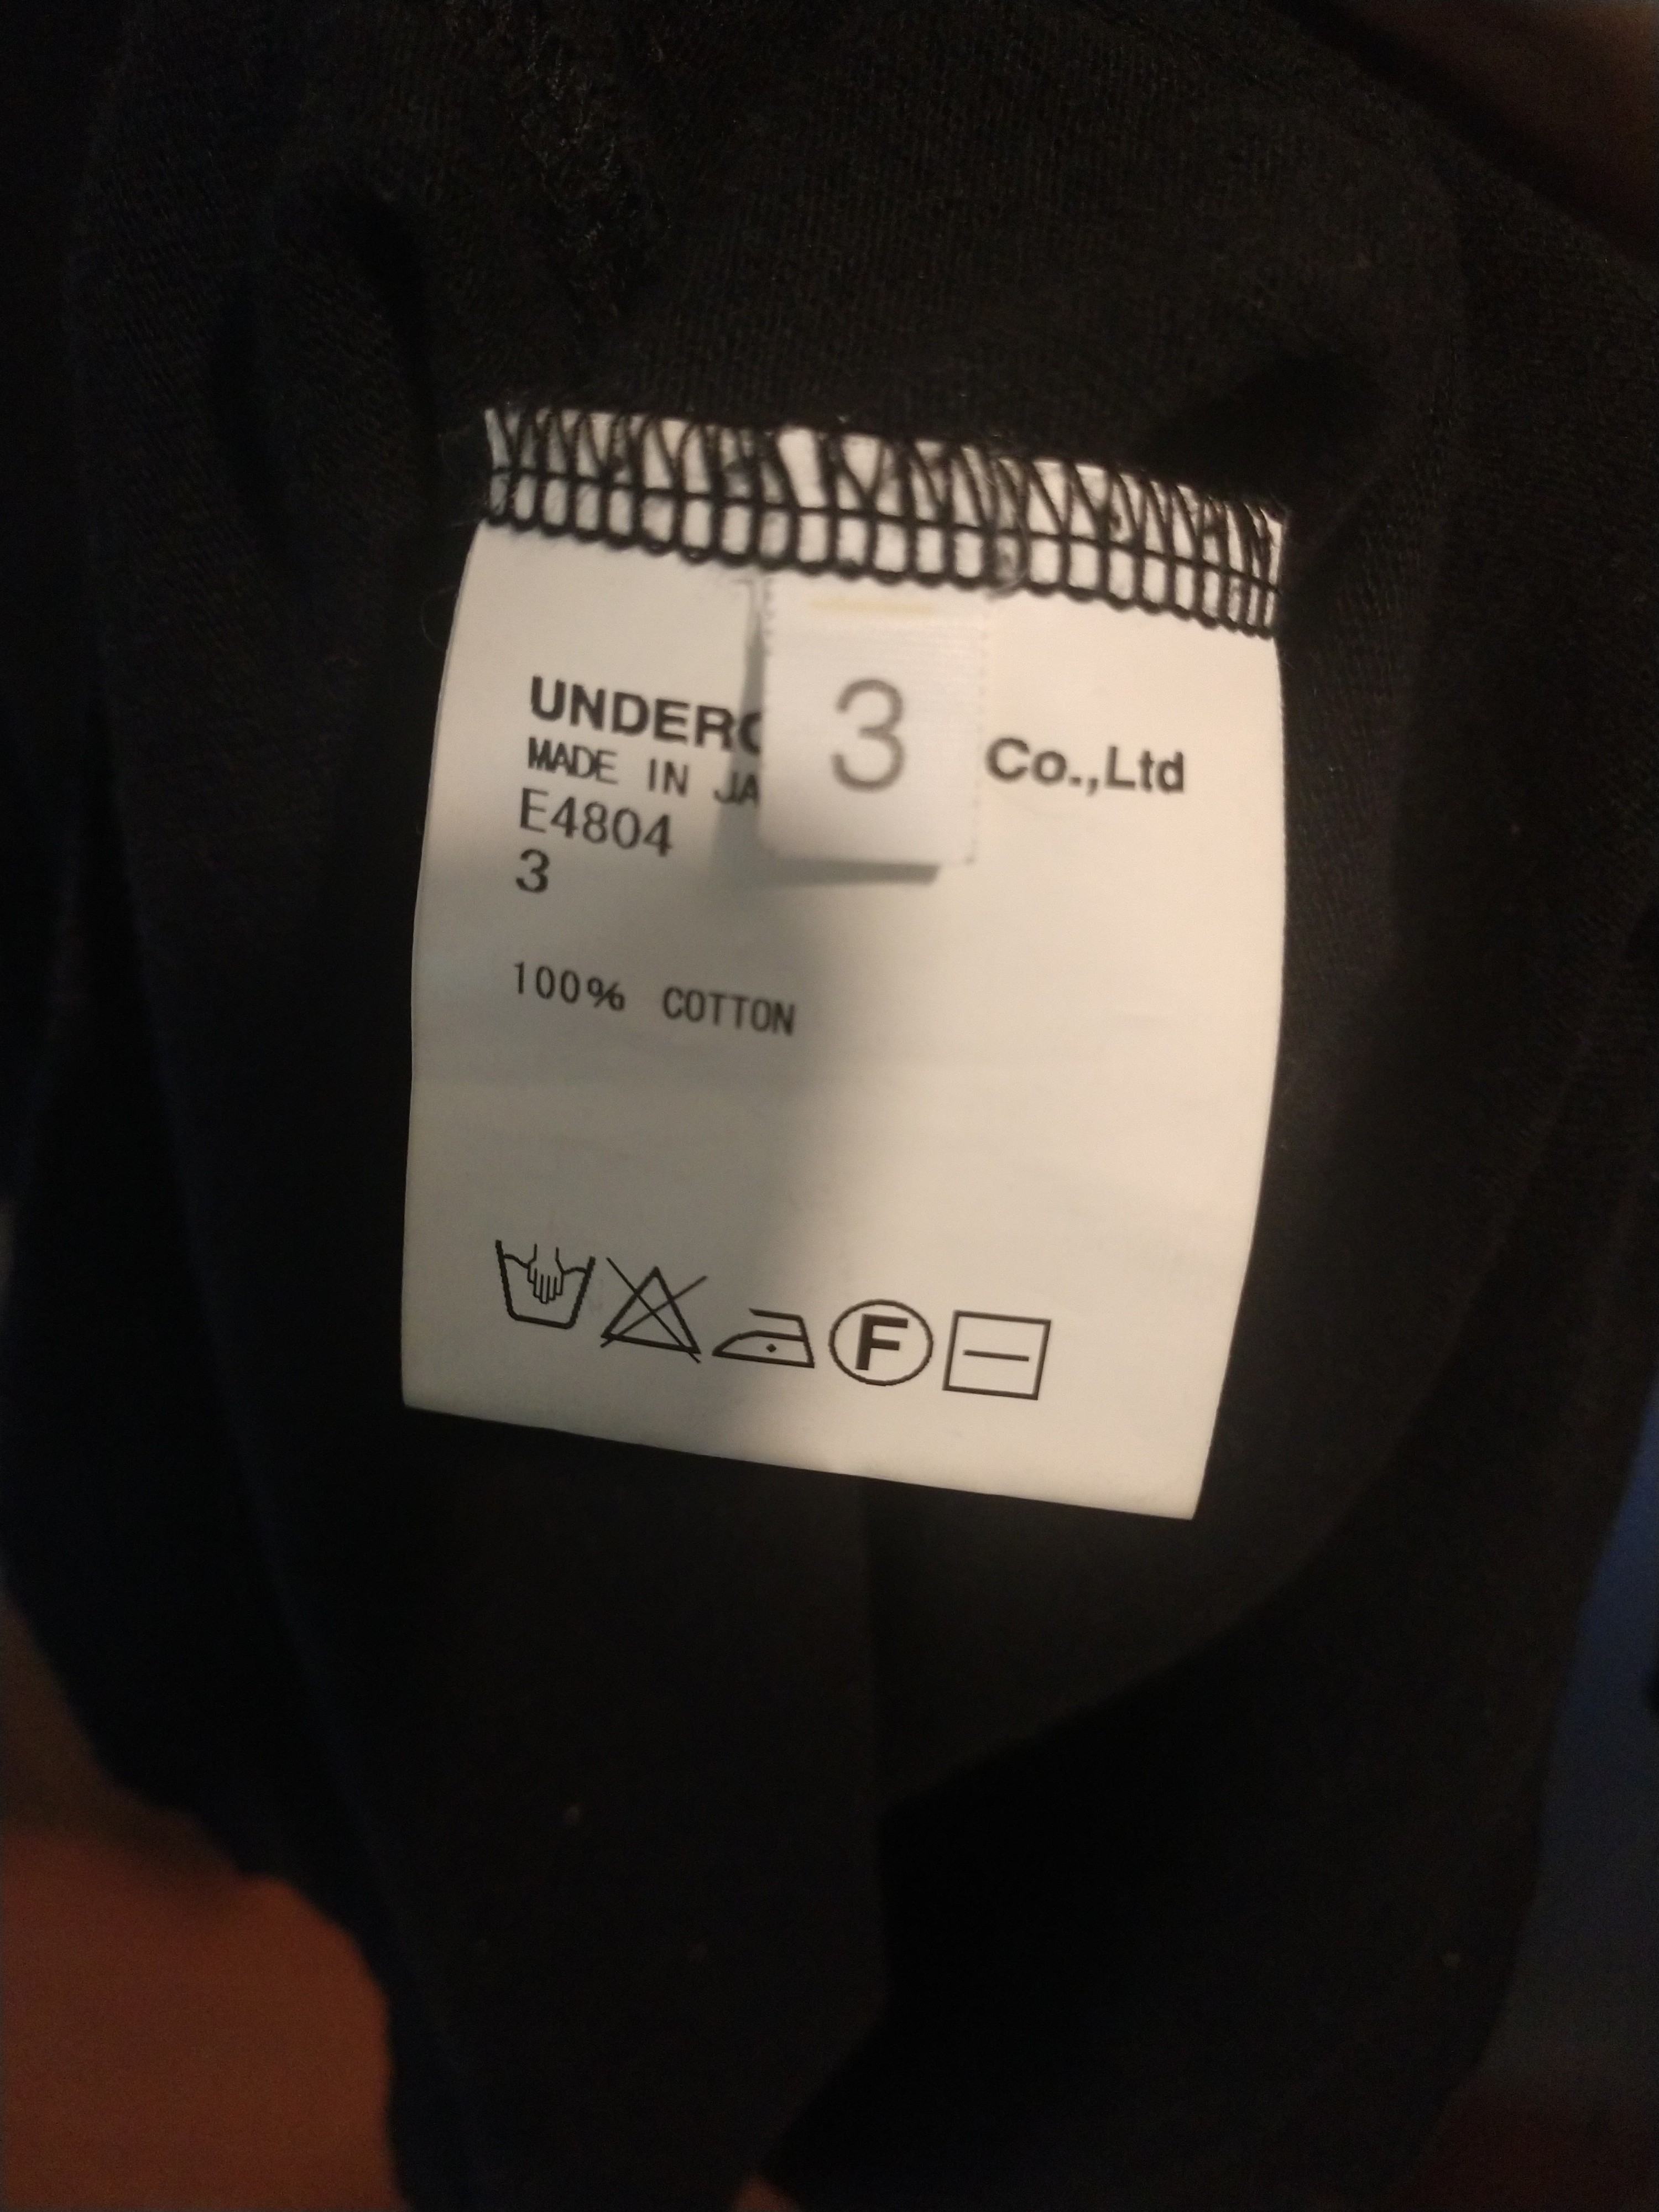 3
UNDERC Co.,Ltd
MADE IN JA
E4804
3
100% COTTON
F